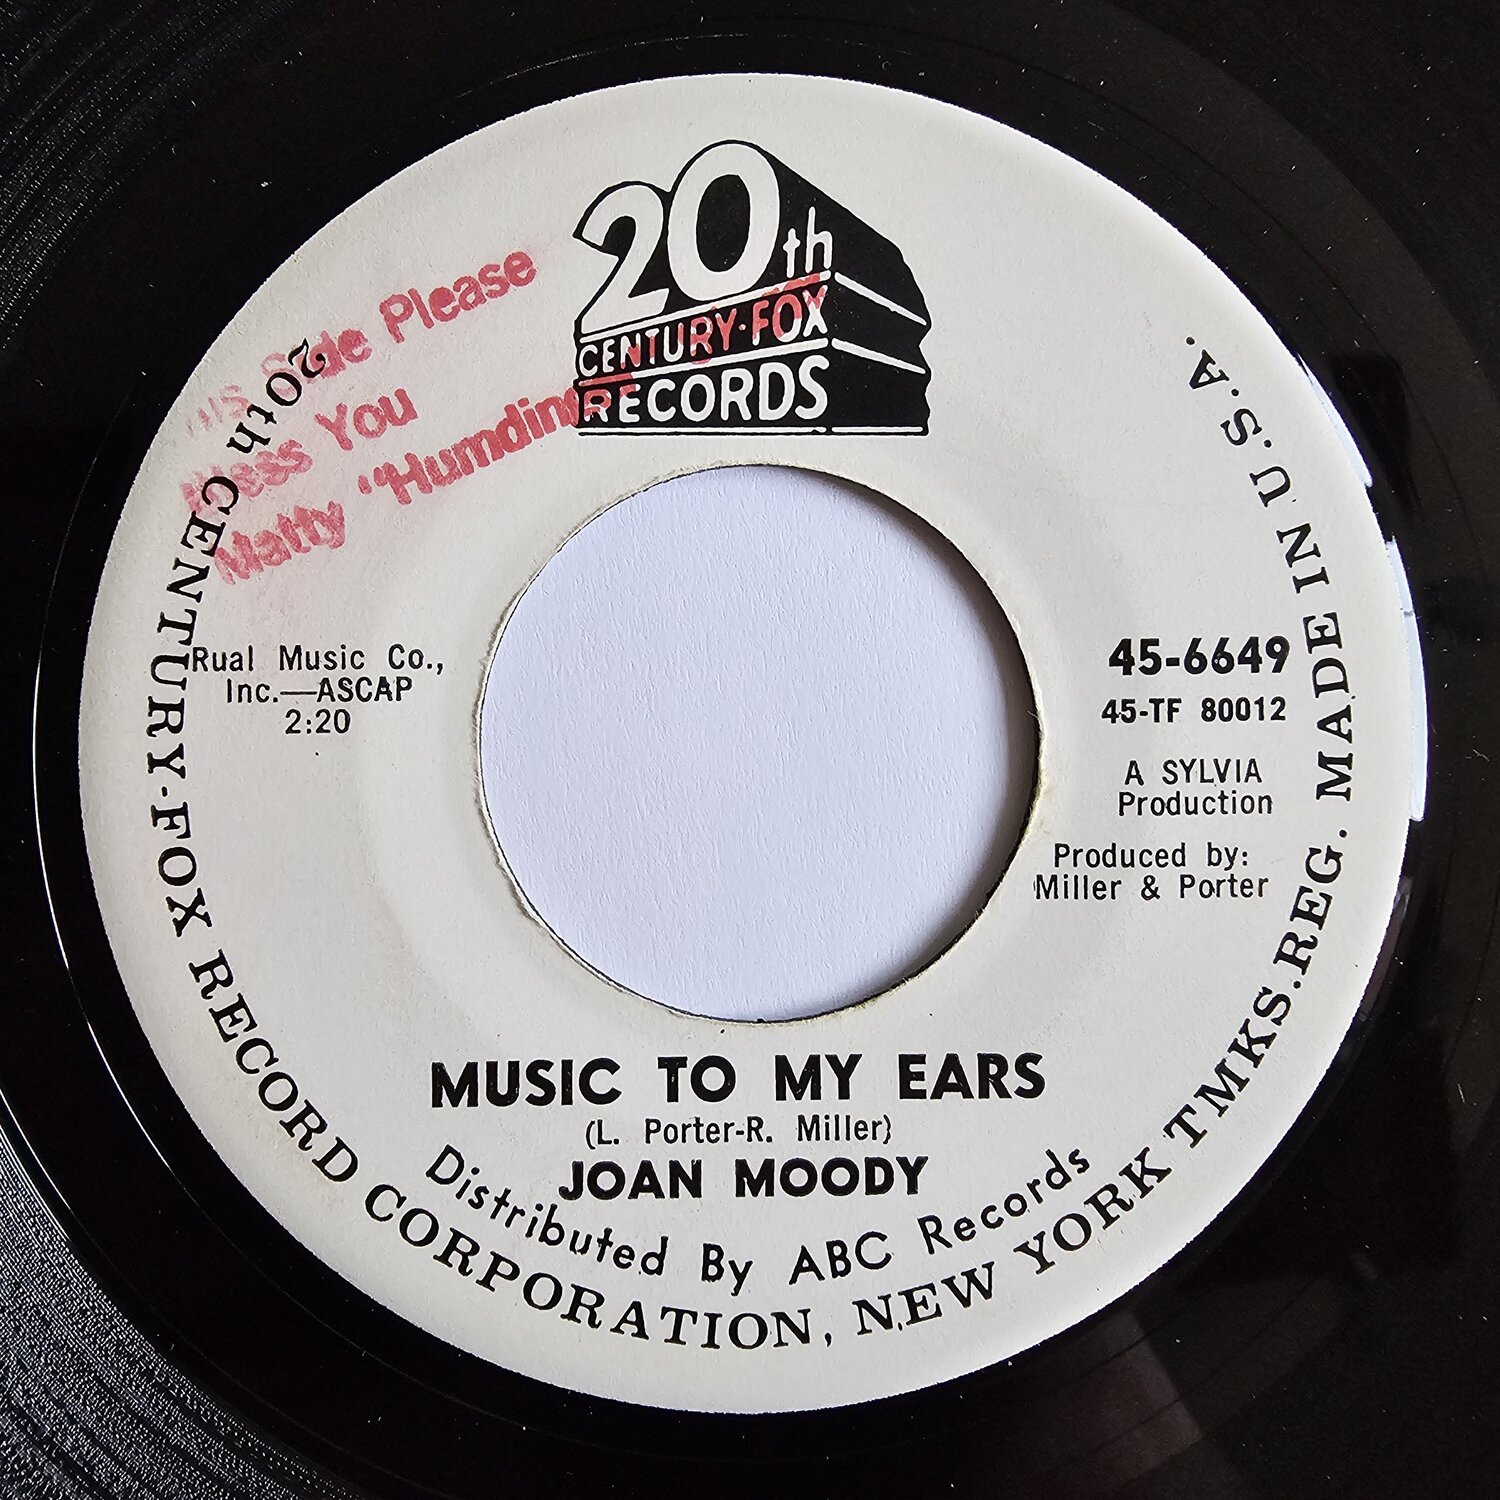 20th
CENTURY-FOX
RECORDS
Side Please
Bless You
Matty "Humdinger
Rual Music Co.,
Inc.—ASCAP
2:20
45-6649
45-TF 80012
A SYLVIA
Production
Produced by:
Miller & Porter
MUSIC TO MY EARS
(L. Porter-R. Miller)
JOAN MOODY
Distributed By ABC Records
20th CENTURY-FOX RECORD CORPORATION, NEW YORK TMKS.REG. MADE IN U.S.A.